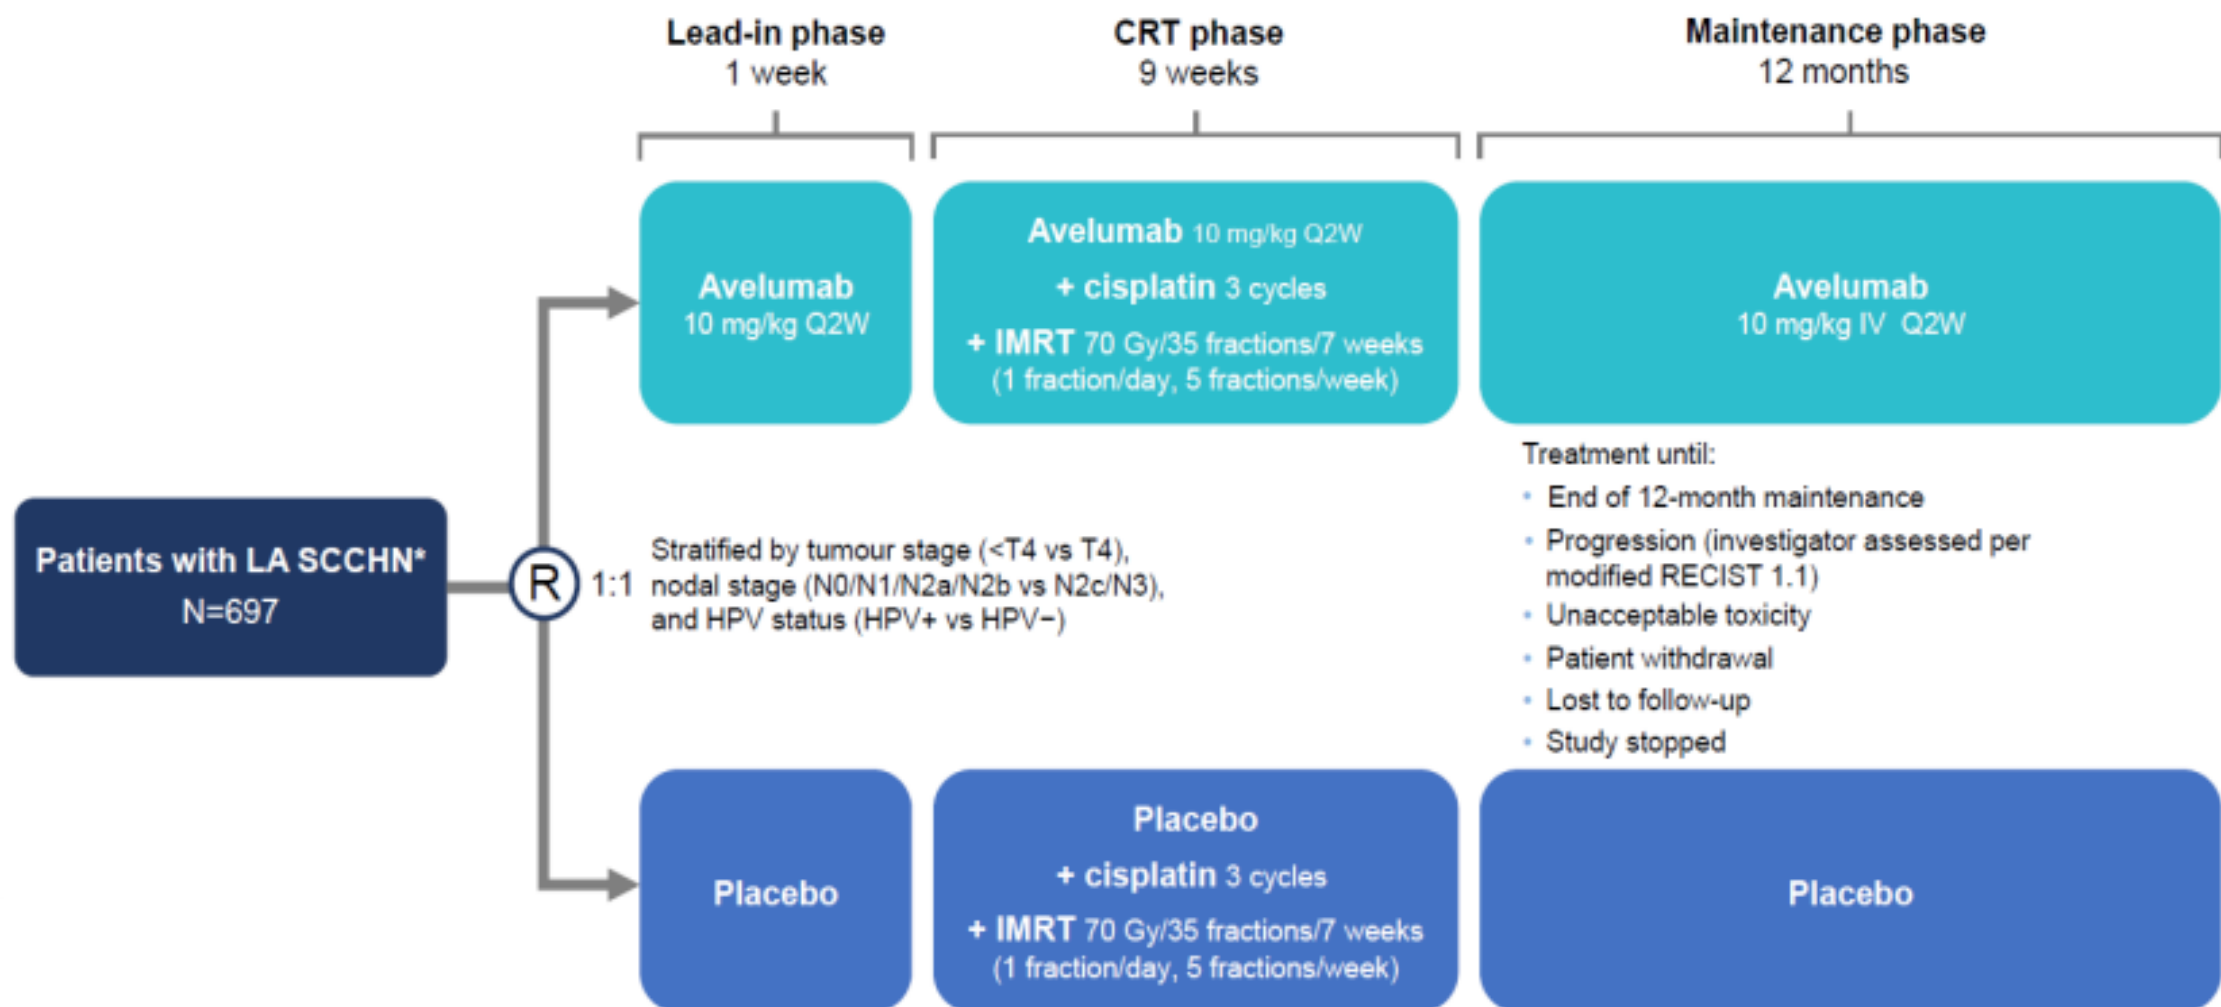 Lead-in phase
1 week
CRT phase
9 weeks
Maintenance phase
12 months
Avelumab
10 mg/kg Q2W
Avelumab 10 mg/kg Q2W
+ cisplatin 3 cycles
+ IMRT 70 Gy/35 fractions/7 weeks
(1 fraction/day, 5 fractions/week)
Avelumab
10 mg/kg IV Q2W
Patients with LA SCCHN*
N=697
R
1:1
Stratified by tumour stage (<T4 vs T4),
nodal stage (N0/N1/N2a/N2b vs N2c/N3),
and HPV status (HPV+ vs HPV−)
Treatment until:
• End of 12-month maintenance
• Progression (investigator assessed per
modified RECIST 1.1)
• Unacceptable toxicity
• Patient withdrawal
• Lost to follow-up
• Study stopped
Placebo
Placebo
+ cisplatin 3 cycles
+ IMRT 70 Gy/35 fractions/7 weeks
(1 fraction/day, 5 fractions/week)
Placebo